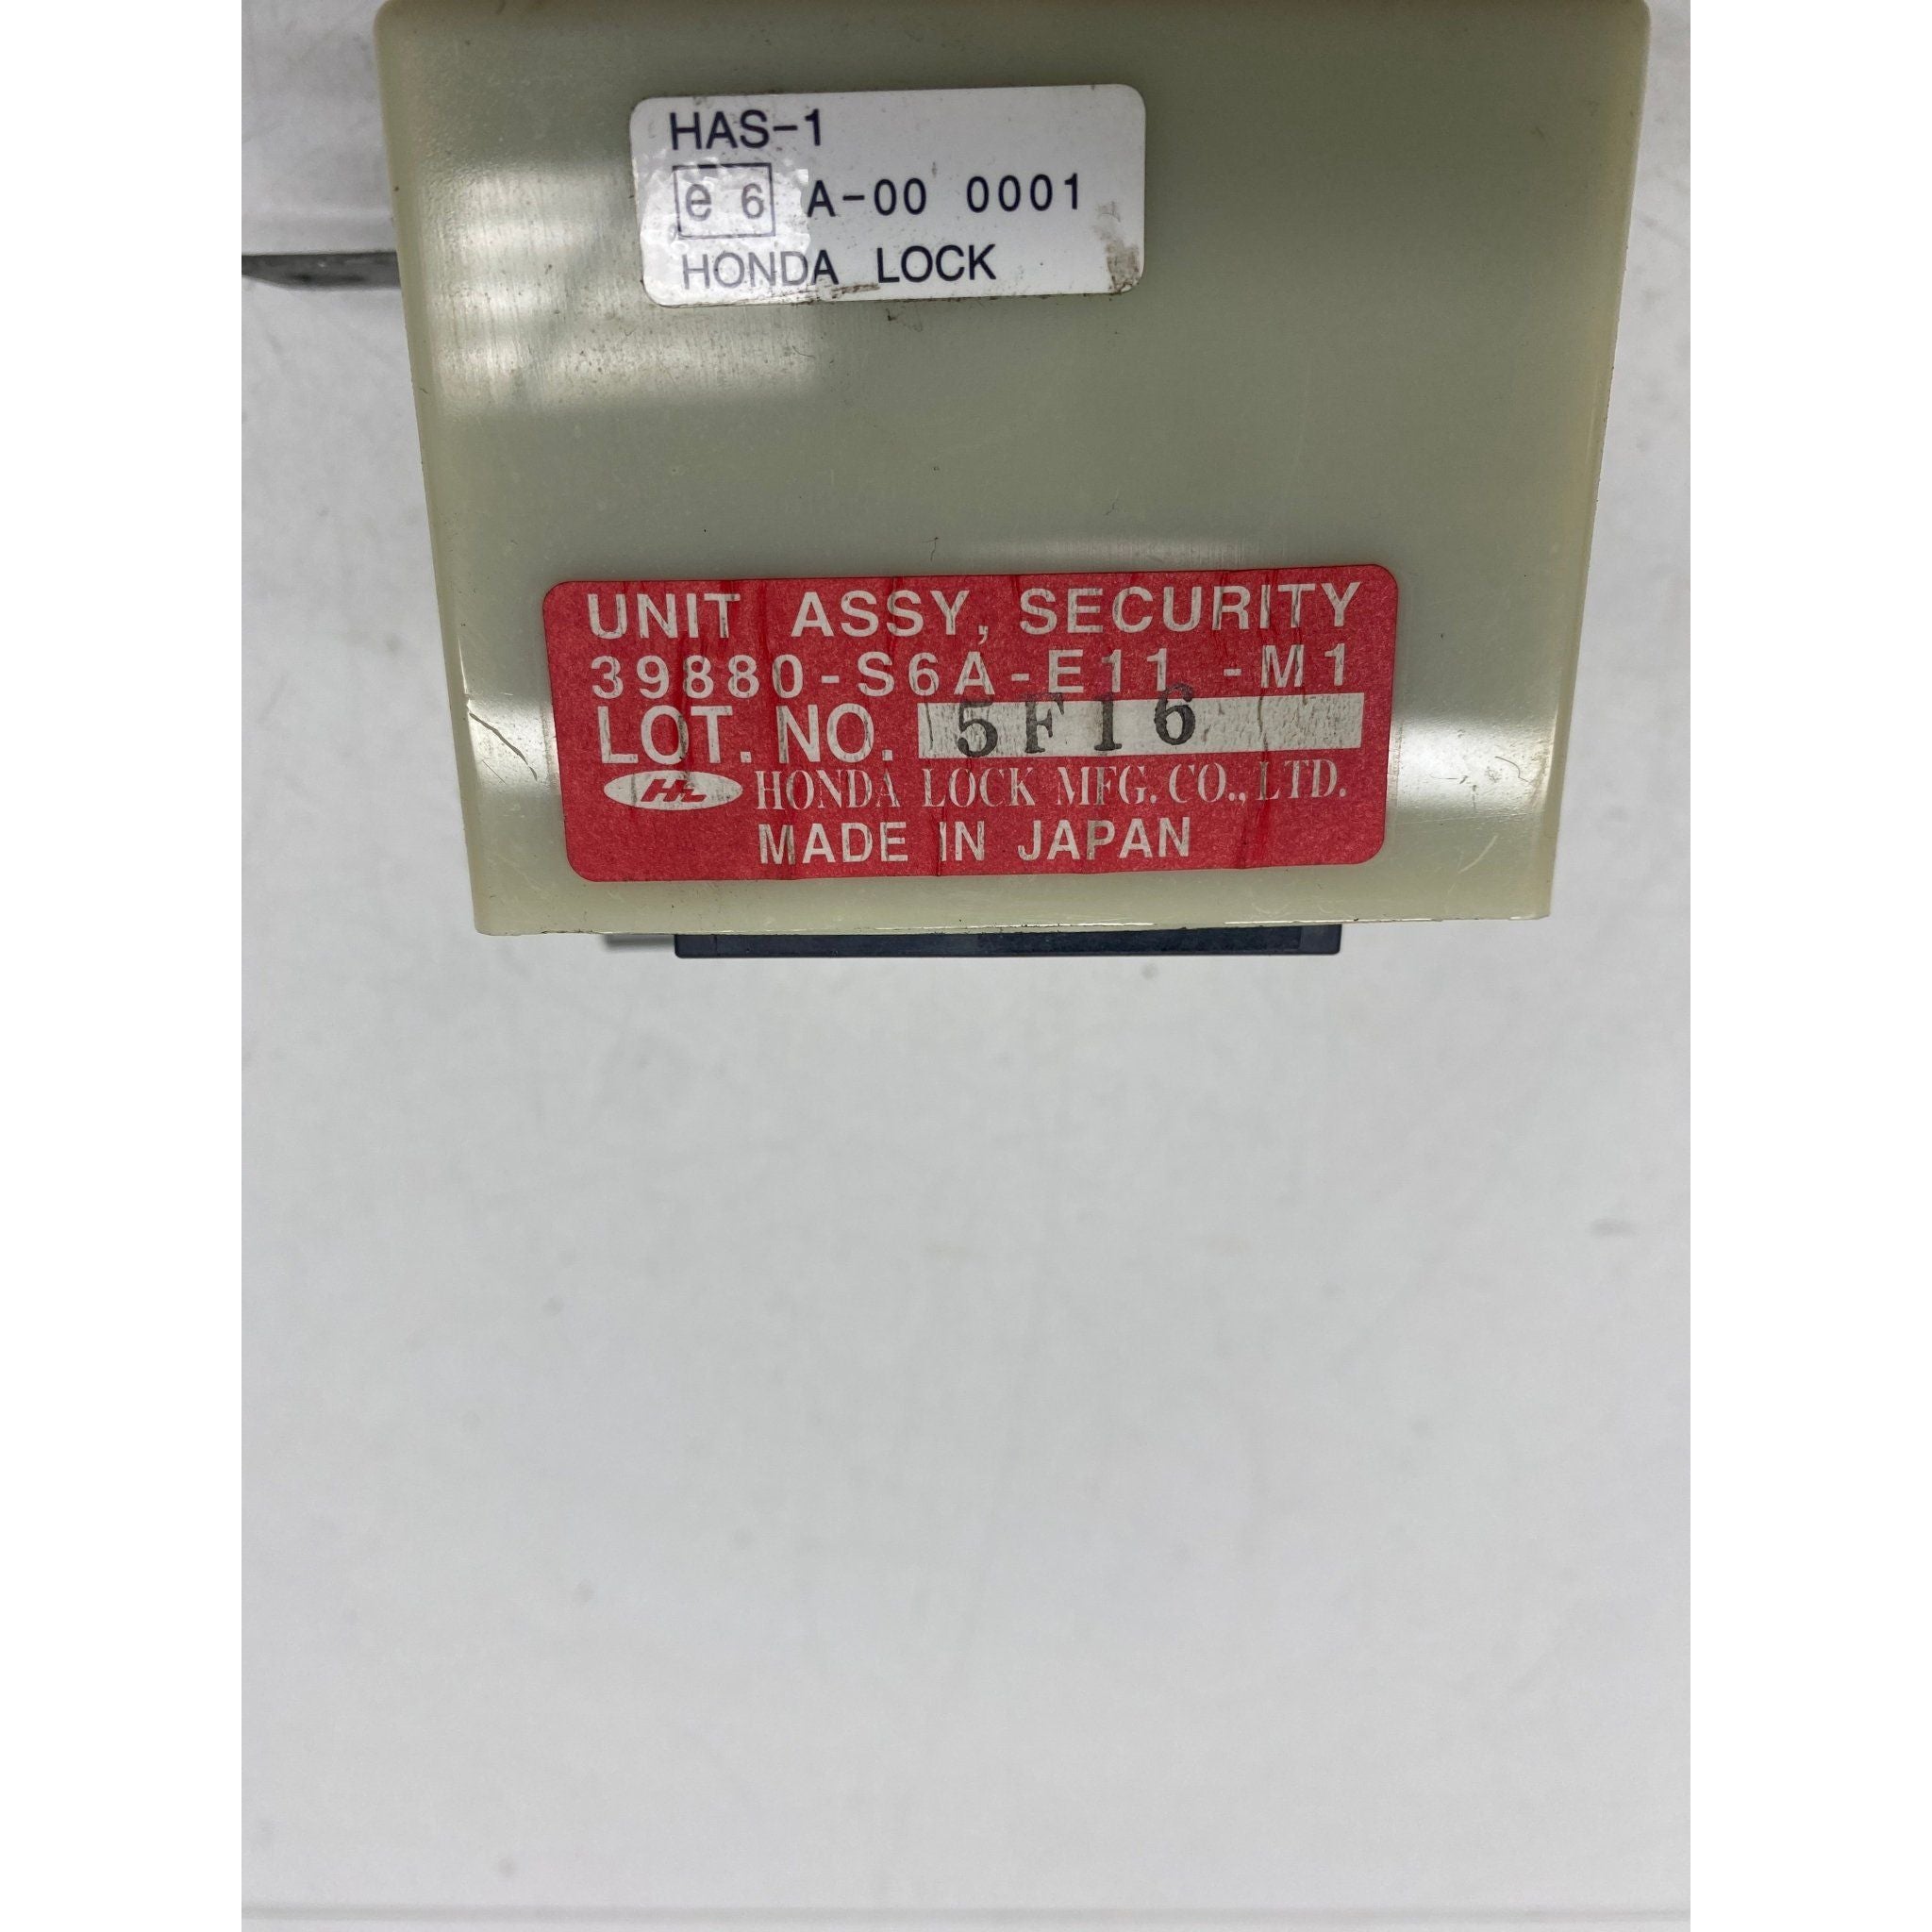 HAS-1
e 6 A-00 0001
HONDA LOCK
UNIT ASSY, SECURITY
39880-S6A-E11 -M1
LOT. NO. 5F16
HL HONDA LOCK MFG. CO., LTD.
MADE IN JAPAN